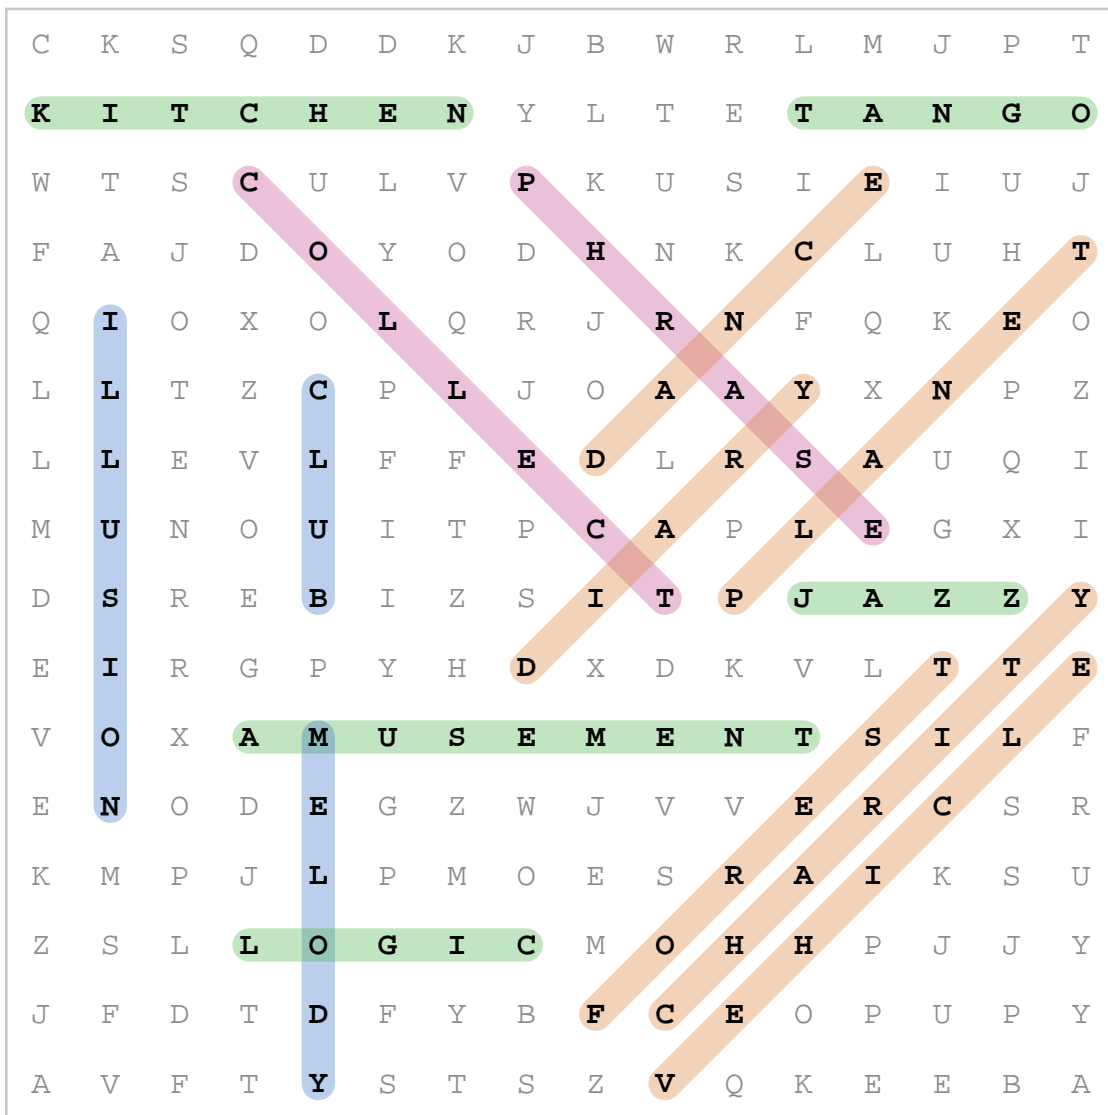 C K S Q D D K J B W R L M J P T
K I T C H E N Y L T E T A N G O
W T S C U L V P K U S I E I U J
F A J D O Y O D H N K C L U H T
Q I O X O L Q R J R N F Q K E O
L L T Z C P L J O A A Y X N P Z
L L E V L F F E D L R S A U Q I
M U N O U I T P C A P L E G X I
D S R E B I Z S I T P J A Z Z Y
E I R G P Y H D X D K V L T T E
V O X A M U S E M E N T S I L F
E N O D E G Z W J V V E R C S R
K M P J L P M O E S R A I K S U
Z S L L O G I C M O H H P J J Y
J F D T D F Y B F C E O P U P Y
A V F T Y S T S Z V Q K E E B A